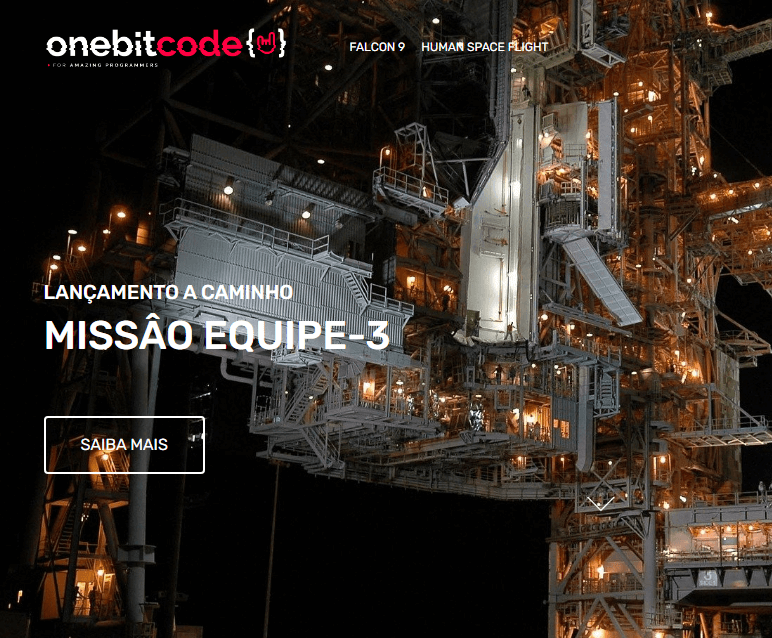 onebitcode
FOR AMAZING PROGRAMMERS
FALCON 9
HUMAN SPACE FLIGHT
LANÇAMENTO A CAMINHO
MISSÂO EQUIPE-3
SAIBA MAIS